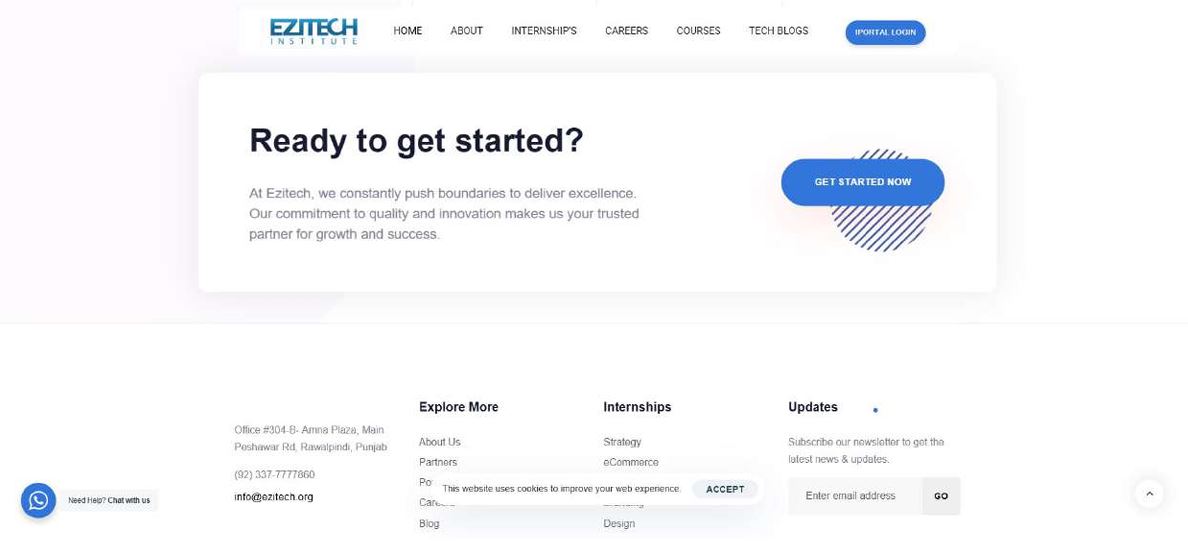 EZITECH
INSTITUTE
HOME
ABOUT
INTERNSHIP'S
CAREERS
COURSES
TECH BLOGS
IPORTAL LOGIN
Ready to get started?
At Ezitech, we constantly push boundaries to deliver excellence.
Our commitment to quality and innovation makes us your trusted
partner for growth and success.
GET STARTED NOW
Office #304-B- Amna Plaza, Main
Peshawar Rd, Rawalpindi, Punjab
(92) 337-7777860
info@ezitech.org
Explore More
About Us
Partners
Blog
Internships
Strategy
eCommerce
Design
Updates
Subscribe our newsletter to get the
latest news & updates.
Enter email address
GO
This website uses cookies to improve your web experience.
ACCEPT
Need Help? Chat with us